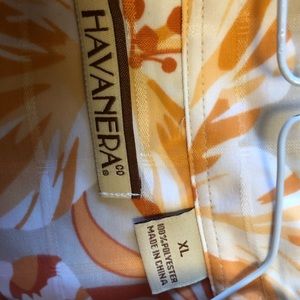 HAVANERA CO
XL
100% POLYESTER
MADE IN CHINA